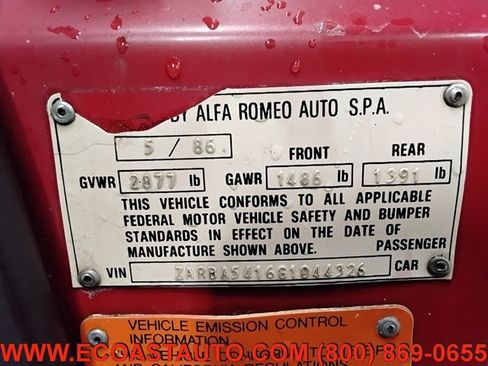 BY ALFA ROMEO AUTO S.P.A.
5 / 86 FRONT REAR
GVWR 2877 lb GAWR 1486 lb 1391 lb
THIS VEHICLE CONFORMS TO ALL APPLICABLE
FEDERAL MOTOR VEHICLE SAFETY AND BUMPER
STANDARDS IN EFFECT ON THE DATE OF
MANUFACTURE SHOWN ABOVE. PASSENGER
VIN ZARBA5416G1044326 CAR
VEHICLE EMISSION CONTROL
INFORMATION
WWW.ECOASTAUTO.COM (800) 869-0655